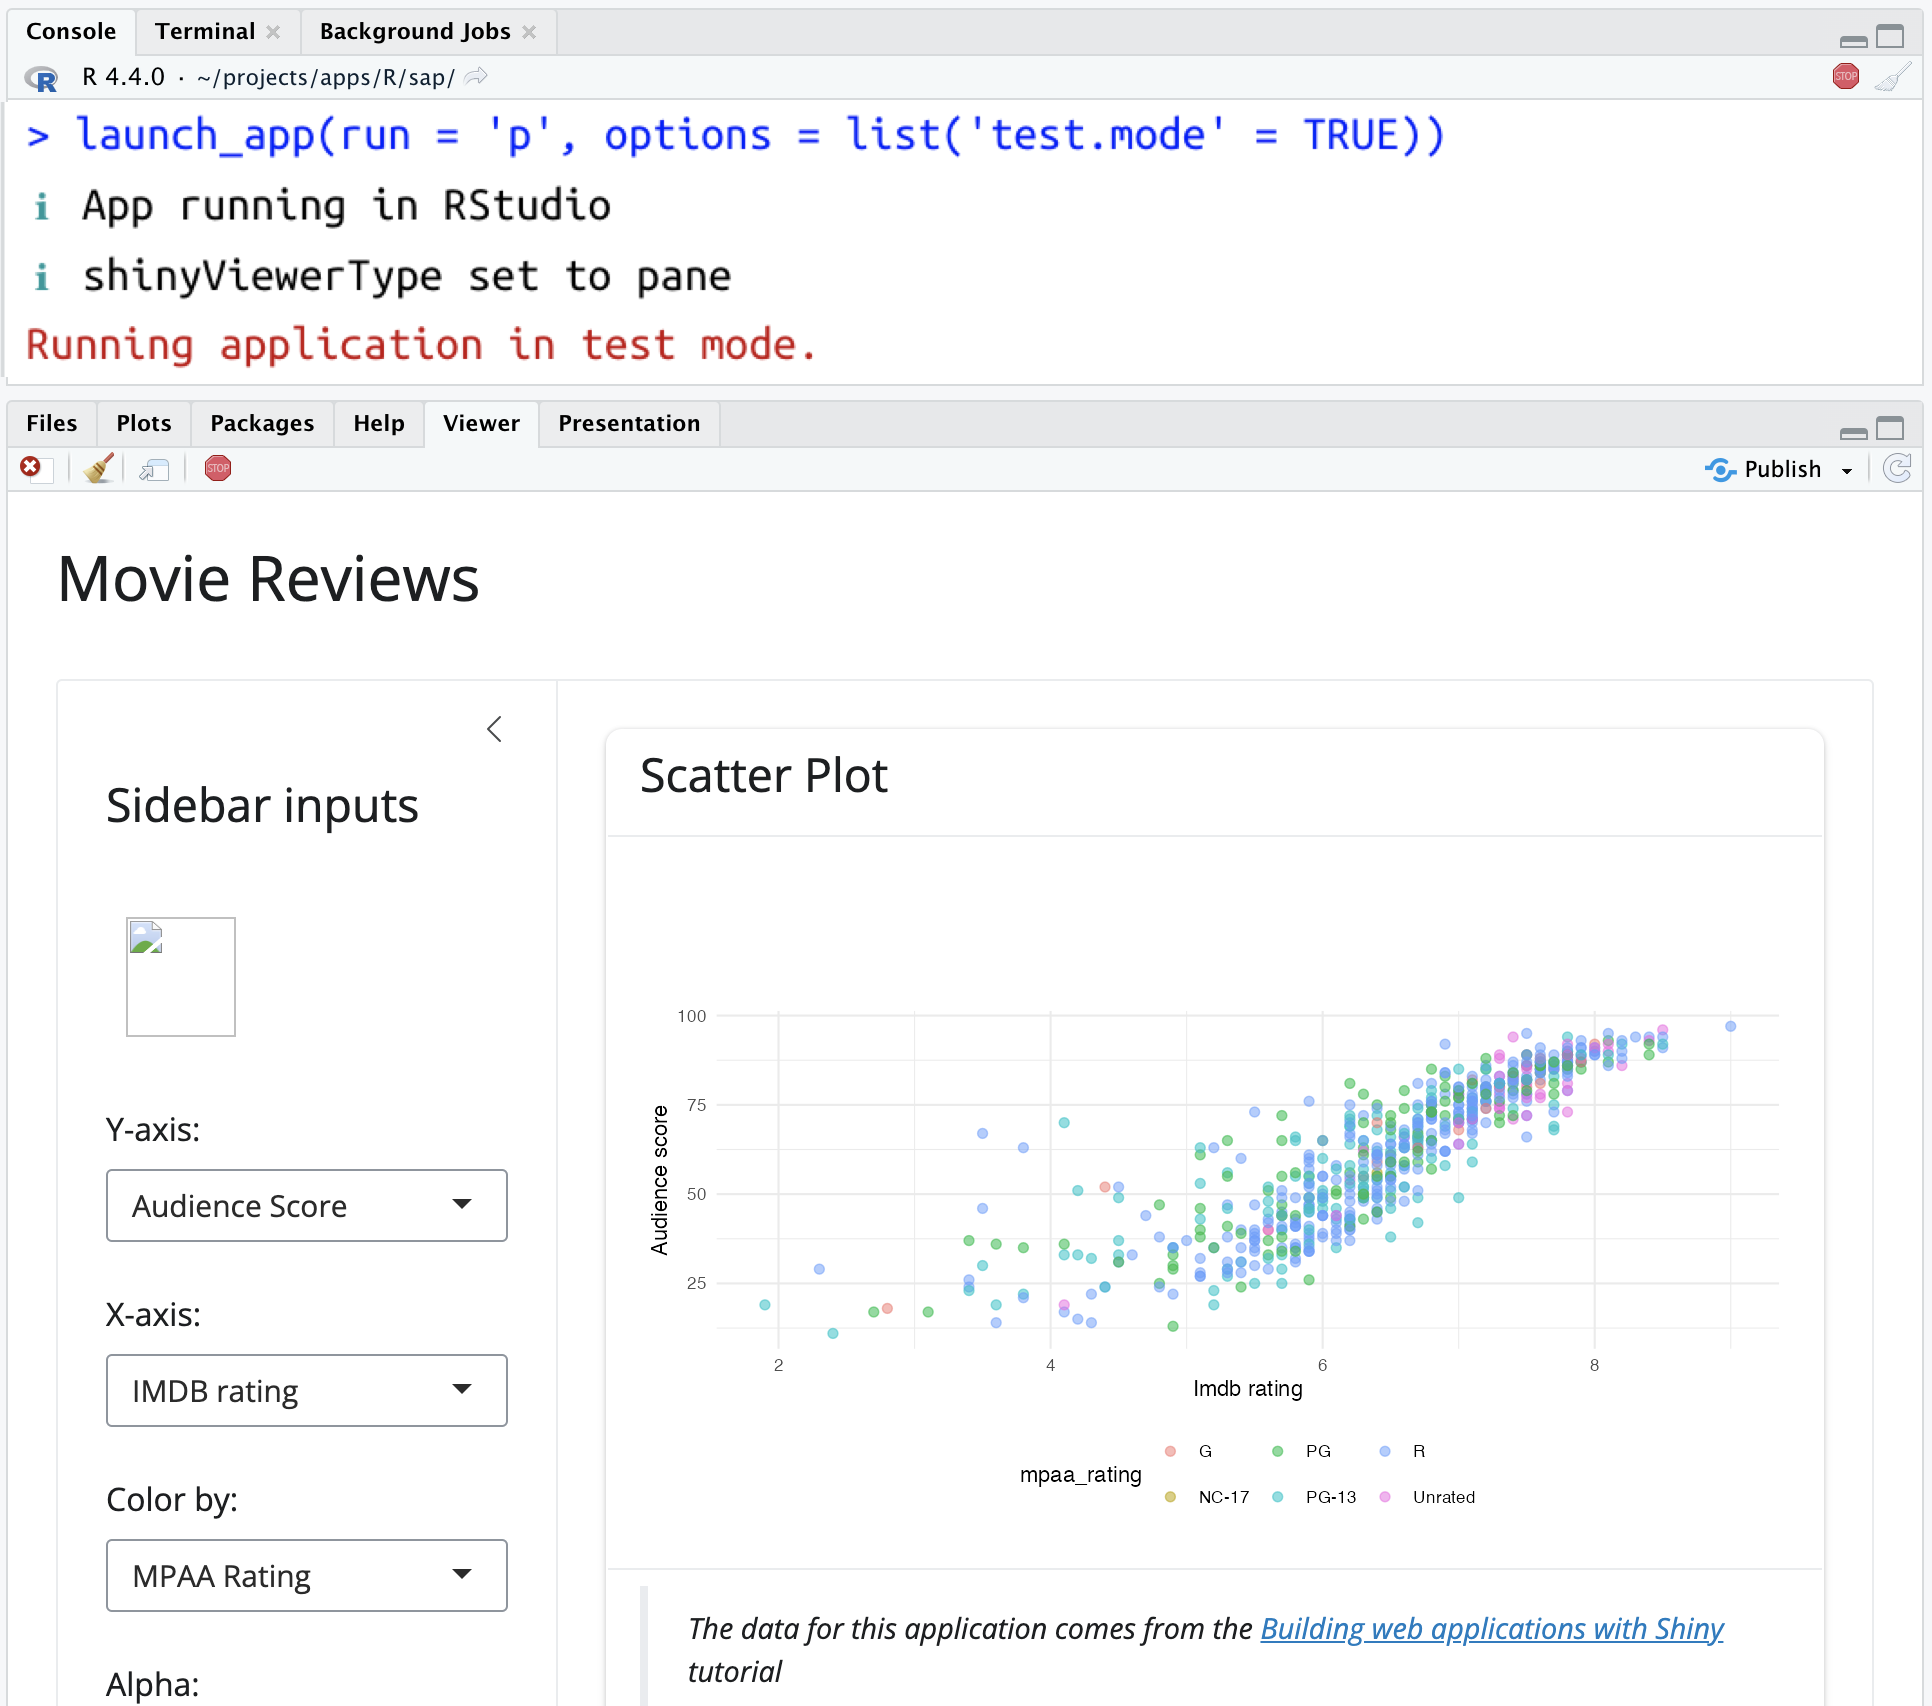 Console Terminal Background Jobs
R 4.4.0 · ~/projects/apps/R/sap/
STOP
> launch_app(run = 'p', options = list('test.mode' = TRUE))
i App running in RStudio
i shinyViewerType set to pane
Running application in test mode.
Files Plots Packages Help Viewer Presentation
STOP
Publish
Movie Reviews
Sidebar inputs
Y-axis:
Audience Score
X-axis:
IMDB rating
Color by:
MPAA Rating
Alpha:
Scatter Plot
100
75
50
25
Audience score
2 4 6 8
Imdb rating
mpaa_rating
G PG R
NC-17 PG-13 Unrated
The data for this application comes from the Building web applications with Shiny
tutorial